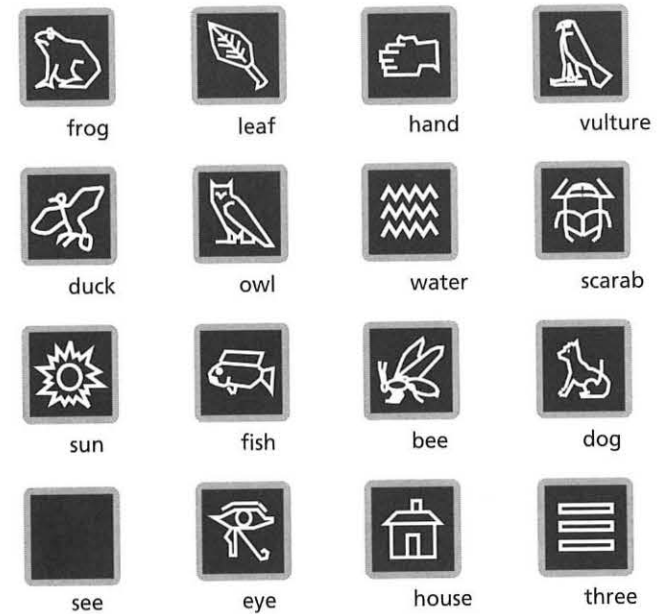 frog leaf hand vulture
duck owl water scarab
sun fish bee dog
see eye house three